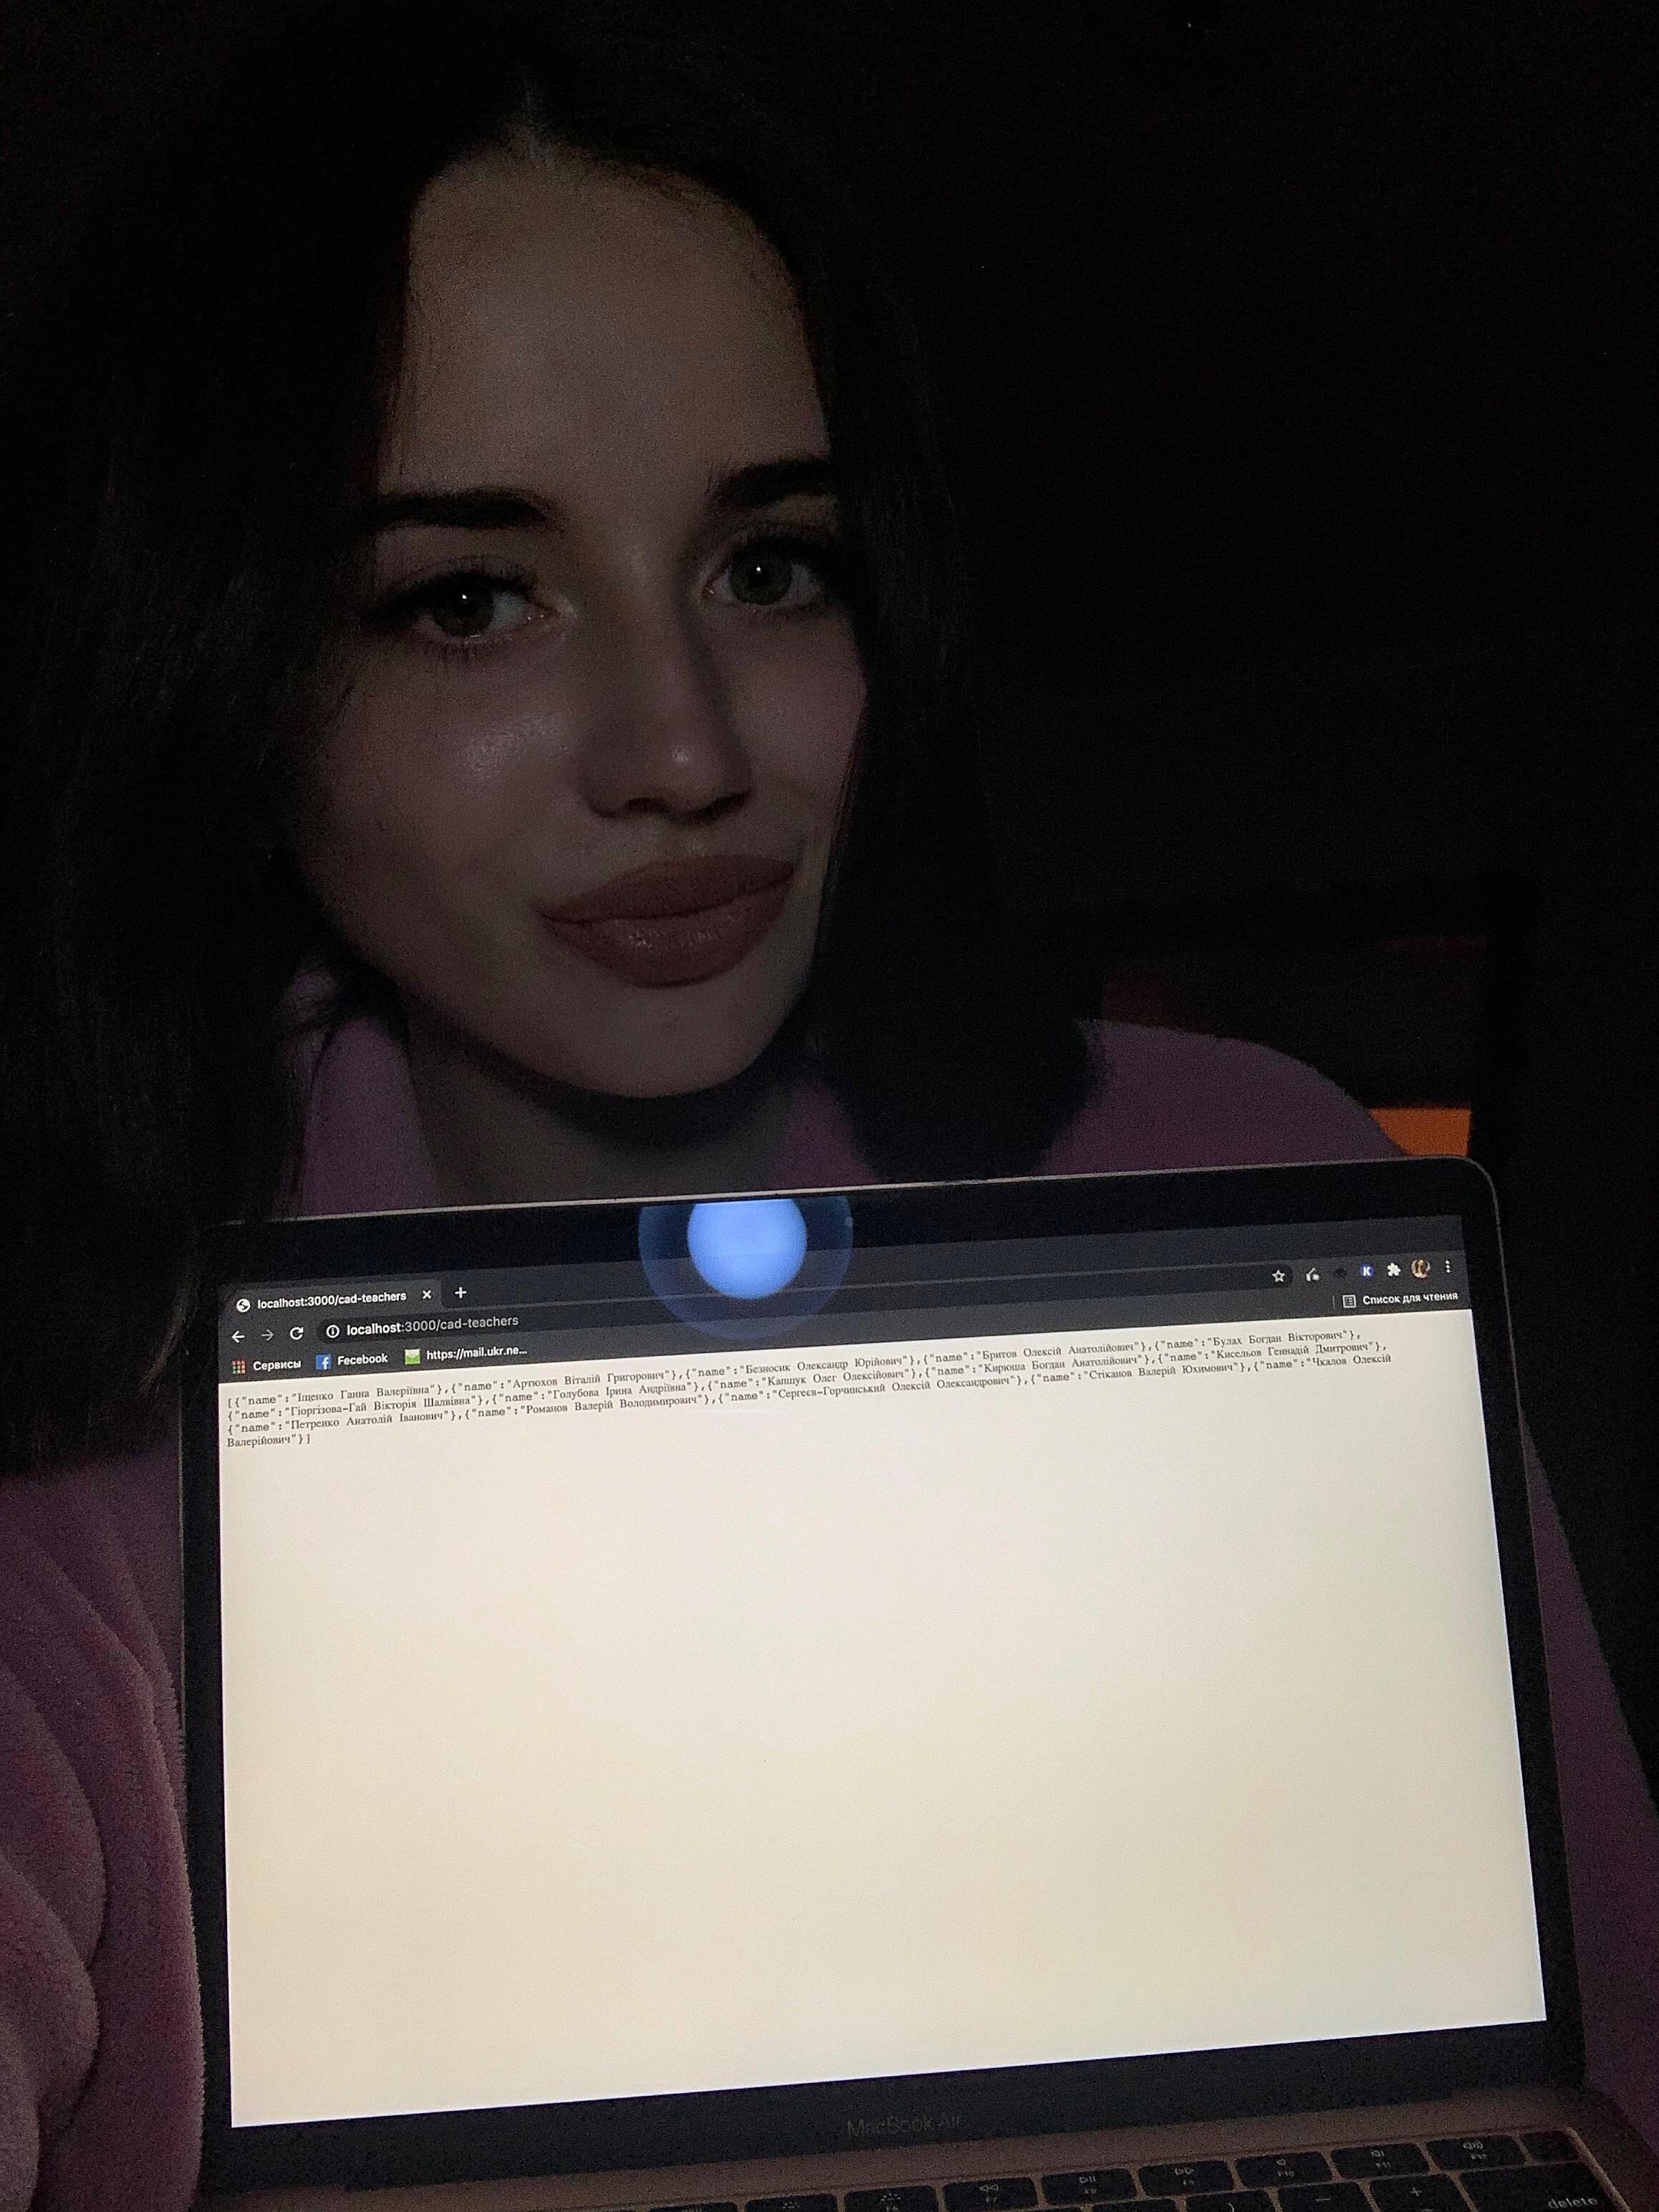 localhost:3000/cad-teachers
localhost:3000/cad-teachers
Список для чтения
Сервисы Fecebook https://mail.ukr.ne...
[{"name":"Іщенко Ганна Валеріївна"},{"name":"Артюхов Віталій Григорович"},{"name":"Безносик Олександр Юрійович"},{"name":"Бритов Олексій Анатолійович"},{"name":"Булах Богдан Вікторович"},
{"name":"Гіоргізова-Гай Вікторія Шалвівна"},{"name":"Голубова Ірина Андріївна"},{"name":"Капшук Олег Олексійович"},{"name":"Кирюша Богдан Анатолійович"},{"name":"Кисельов Геннадій Дмитрович"},
{"name":"Петренко Анатолій Іванович"},{"name":"Романов Валерій Володимирович"},{"name":"Сергеєв-Горчинський Олексій Олександрович"},{"name":"Стіканов Валерій Юхимович"},{"name":"Чкалов Олексій
Валерійович"}]
MacBook Air
delete